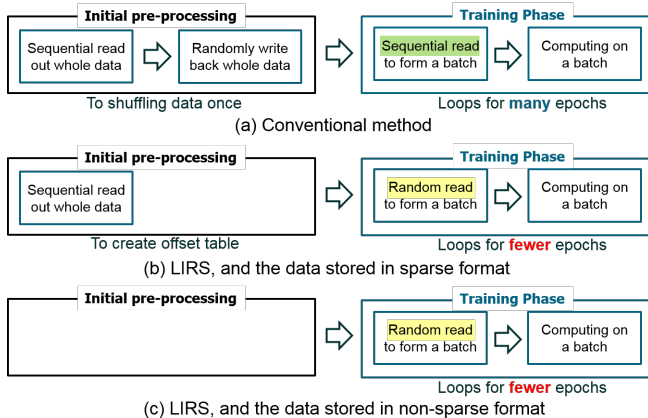 Initial pre-processing
Training Phase
Sequential read
out whole data
Randomly write
back whole data
Sequential read
to form a batch
Computing on
a batch
To shuffling data once
Loops for many epochs
(a) Conventional method
Initial pre-processing
Training Phase
Sequential read
out whole data
Random read
to form a batch
Computing on
a batch
To create offset table
Loops for fewer epochs
(b) LIRS, and the data stored in sparse format
Initial pre-processing
Training Phase
Random read
to form a batch
Computing on
a batch
Loops for fewer epochs
(c) LIRS, and the data stored in non-sparse format